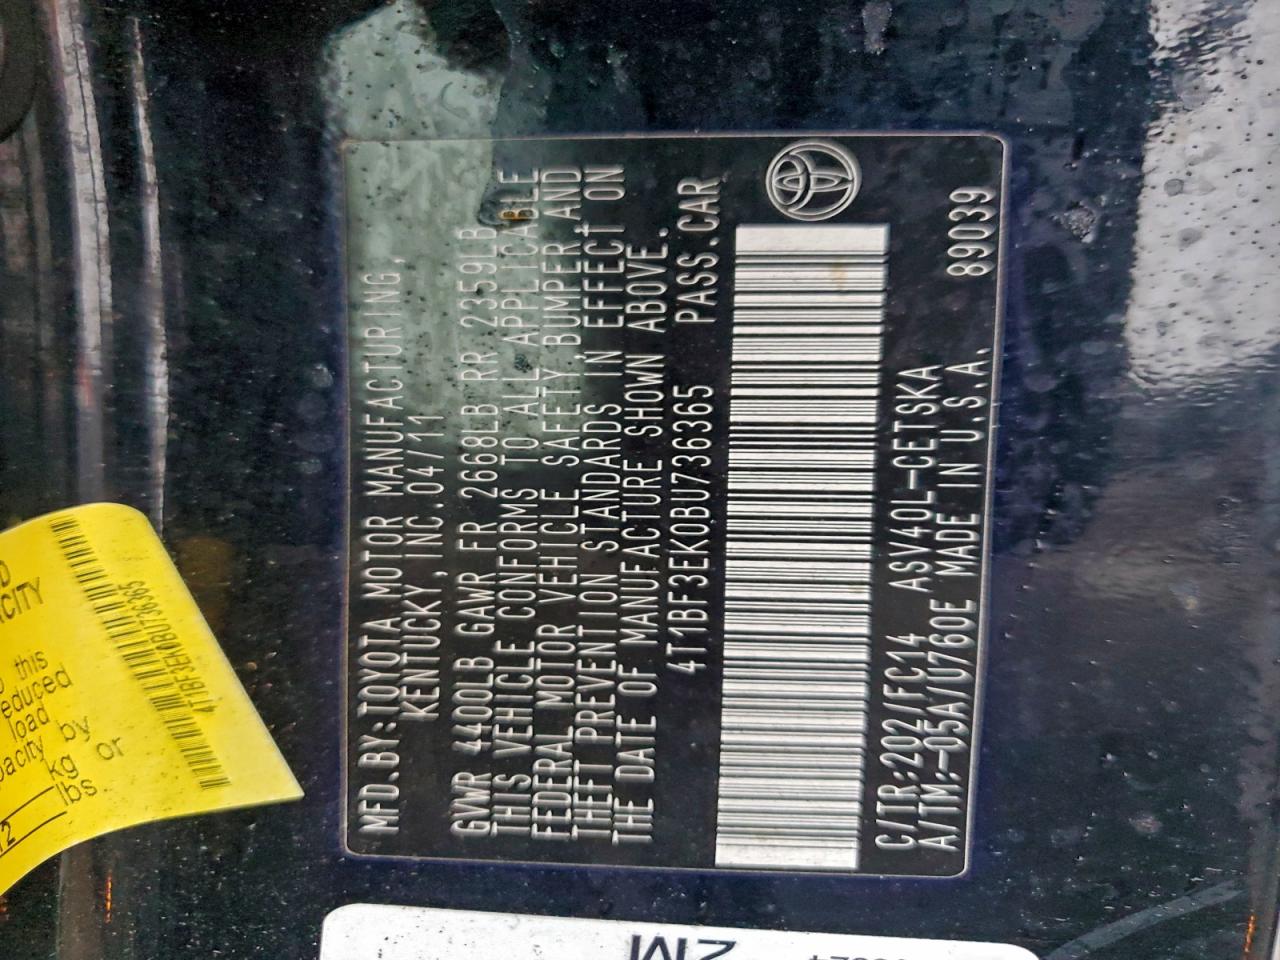 MFD.BY:TOYOTA MOTOR MANUFACTURING,
KENTUCKY,INC.04/11
GVWR 4400LB GAWR FR 2668LB RR 2359LB
THIS VEHICLE CONFORMS TO ALL APPLICABLE
FEDERAL MOTOR VEHICLE SAFETY, BUMPER AND
THEFT PREVENTION STANDARDS IN EFFECT ON
THE DATE OF MANUFACTURE SHOWN ABOVE.
4T1BF3EK0BU736365 PASS.CAR
C/TR:202/FC14 ASV40L-CETSKA 89039
A/TM:-05A/U760E MADE IN U.S.A.
this
load
by
kg or
lbs.
4T1BF3EK0BU736365
2M